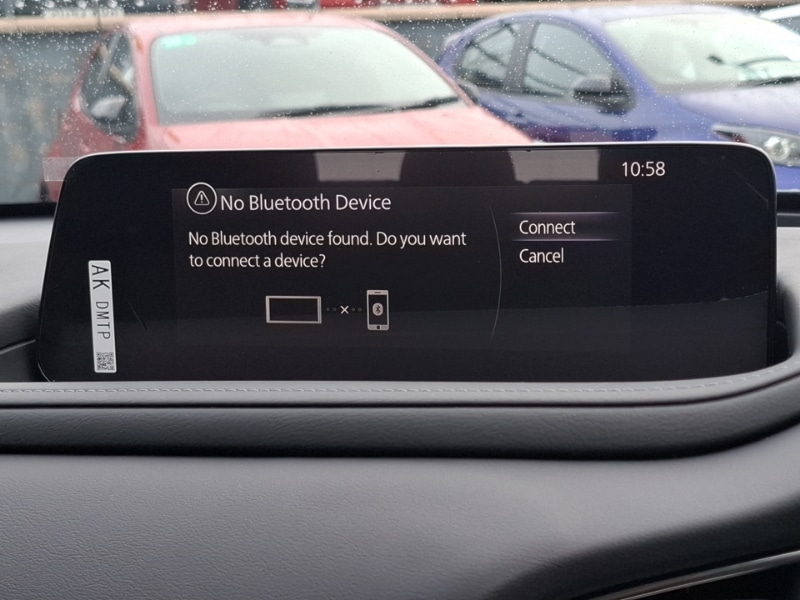 10:58
No Bluetooth Device
No Bluetooth device found. Do you want
to connect a device?
Connect
Cancel
AK DMTP